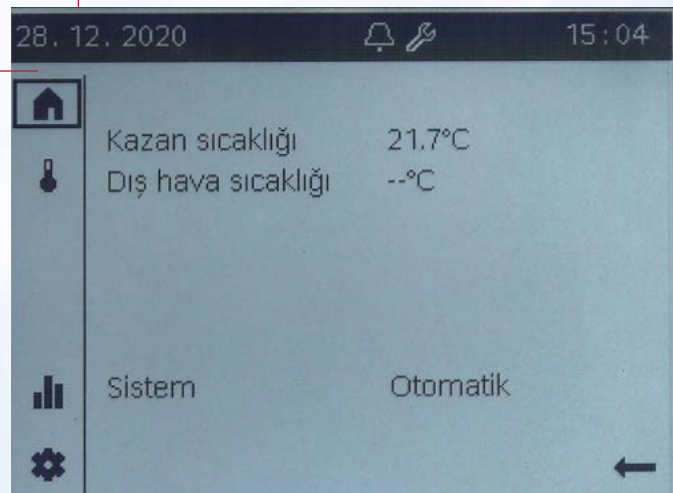 28. 12. 2020 15:04
Kazan sıcaklığı 21.7°C
Dış hava sıcaklığı --°C
Sistem Otomatik